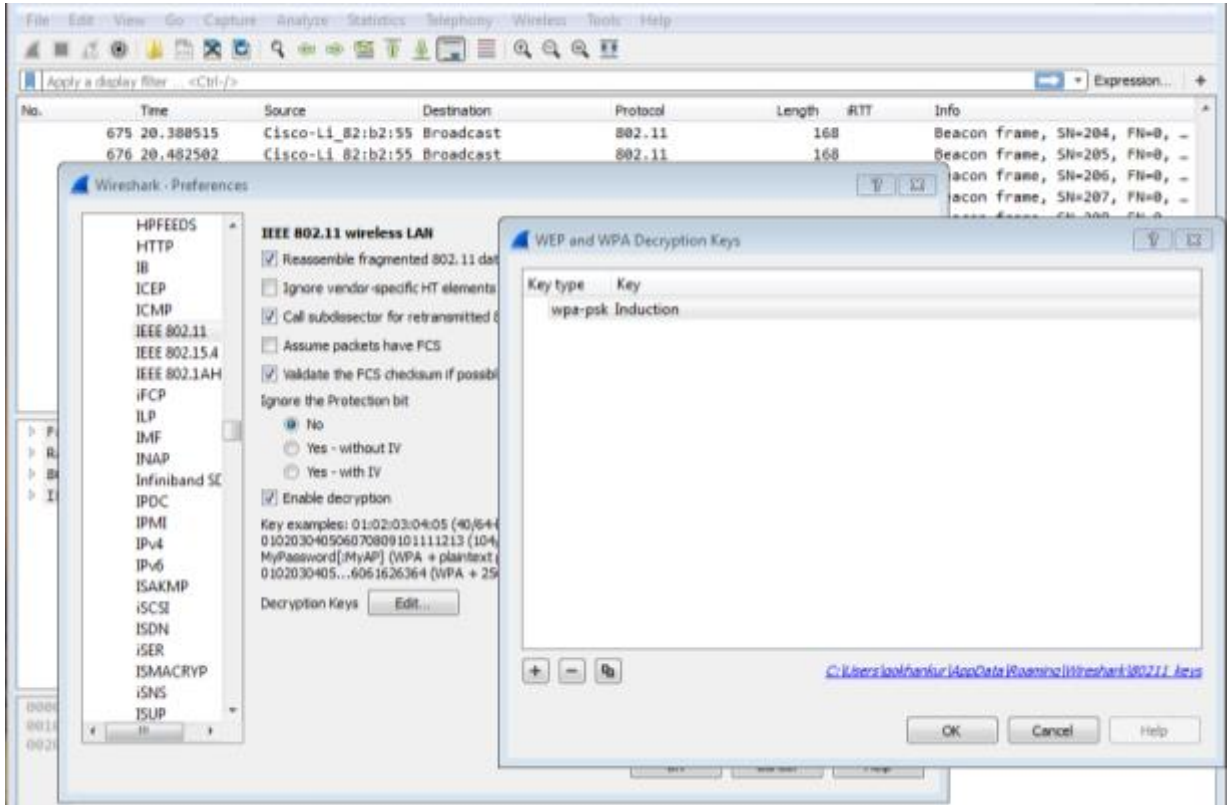 File Edit View Go Capture Analyze Statistics Telephony Wireless Tools Help
Apply a display filter ... <Ctrl-/>
Expression... +
No. Time Source Destination Protocol Length iRTT Info
675 20.380515 Cisco-Li_82:b2:55 Broadcast 802.11 168 Beacon frame, SN=204, FN=0, …
676 20.482502 Cisco-Li_82:b2:55 Broadcast 802.11 168 Beacon frame, SN=205, FN=0, …
eacon frame, SN=206, FN=0, …
eacon frame, SN=207, FN=0, …
Wireshark · Preferences
HPFEEDS
HTTP
IB
ICEP
ICMP
IEEE 802.11
IEEE 802.15.4
IEEE 802.1AH
iFCP
ILP
IMF
INAP
Infiniband SD
IPDC
IPMI
IPv4
IPv6
ISAKMP
iSCSI
ISDN
iSER
ISMACRYP
iSNS
ISUP
IEEE 802.11 wireless LAN
Reassemble fragmented 802.11 dat
Ignore vendor-specific HT elements
Call subdissector for retransmitted 8
Assume packets have FCS
Validate the FCS checksum if possibl
Ignore the Protection bit
No
Yes - without IV
Yes - with IV
Enable decryption
Key examples: 01:02:03:04:05 (40/64-b
010203040506070809101111213 (104/
MyPassword[:MyAP] (WPA + plaintext p
0102030405...6061626364 (WPA + 25
Decryption Keys Edit...
WEP and WPA Decryption Keys
Key type Key
wpa-psk Induction
C:\Users\gokhankur\AppData\Roaming\Wireshark\80211_keys
OK Cancel Help